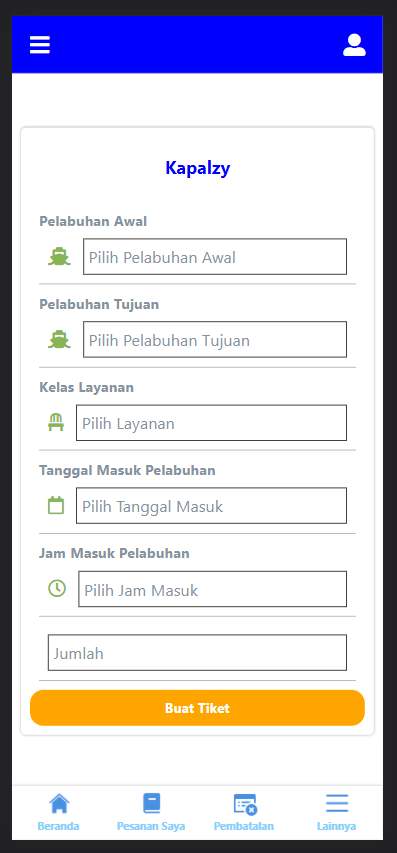 Kapalzy
Pelabuhan Awal
Pilih Pelabuhan Awal
Pelabuhan Tujuan
Pilih Pelabuhan Tujuan
Kelas Layanan
Pilih Layanan
Tanggal Masuk Pelabuhan
Pilih Tanggal Masuk
Jam Masuk Pelabuhan
Pilih Jam Masuk
Jumlah
Buat Tiket
Beranda Pesanan Saya Pembatalan Lainnya